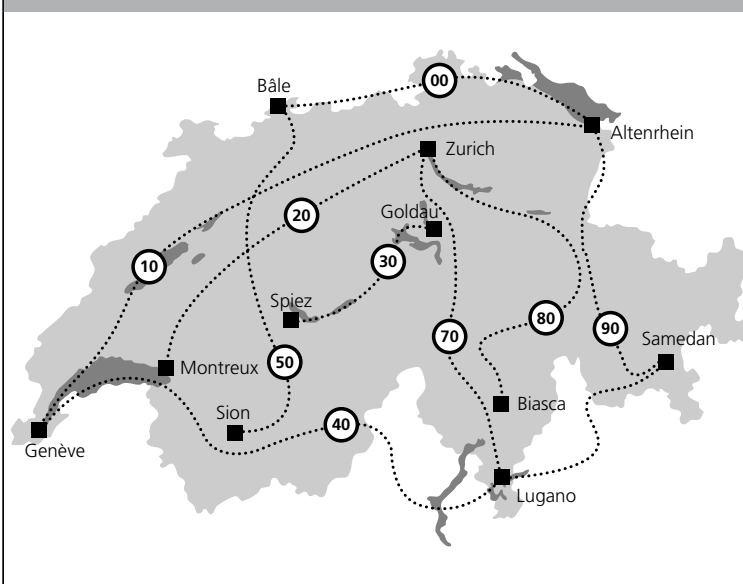 00
Bâle
Altenrhein
Zurich
Goldau
20
10
30
Spiez
80
90
70
Samedan
50
Montreux
Biasca
Sion
40
Genève
Lugano